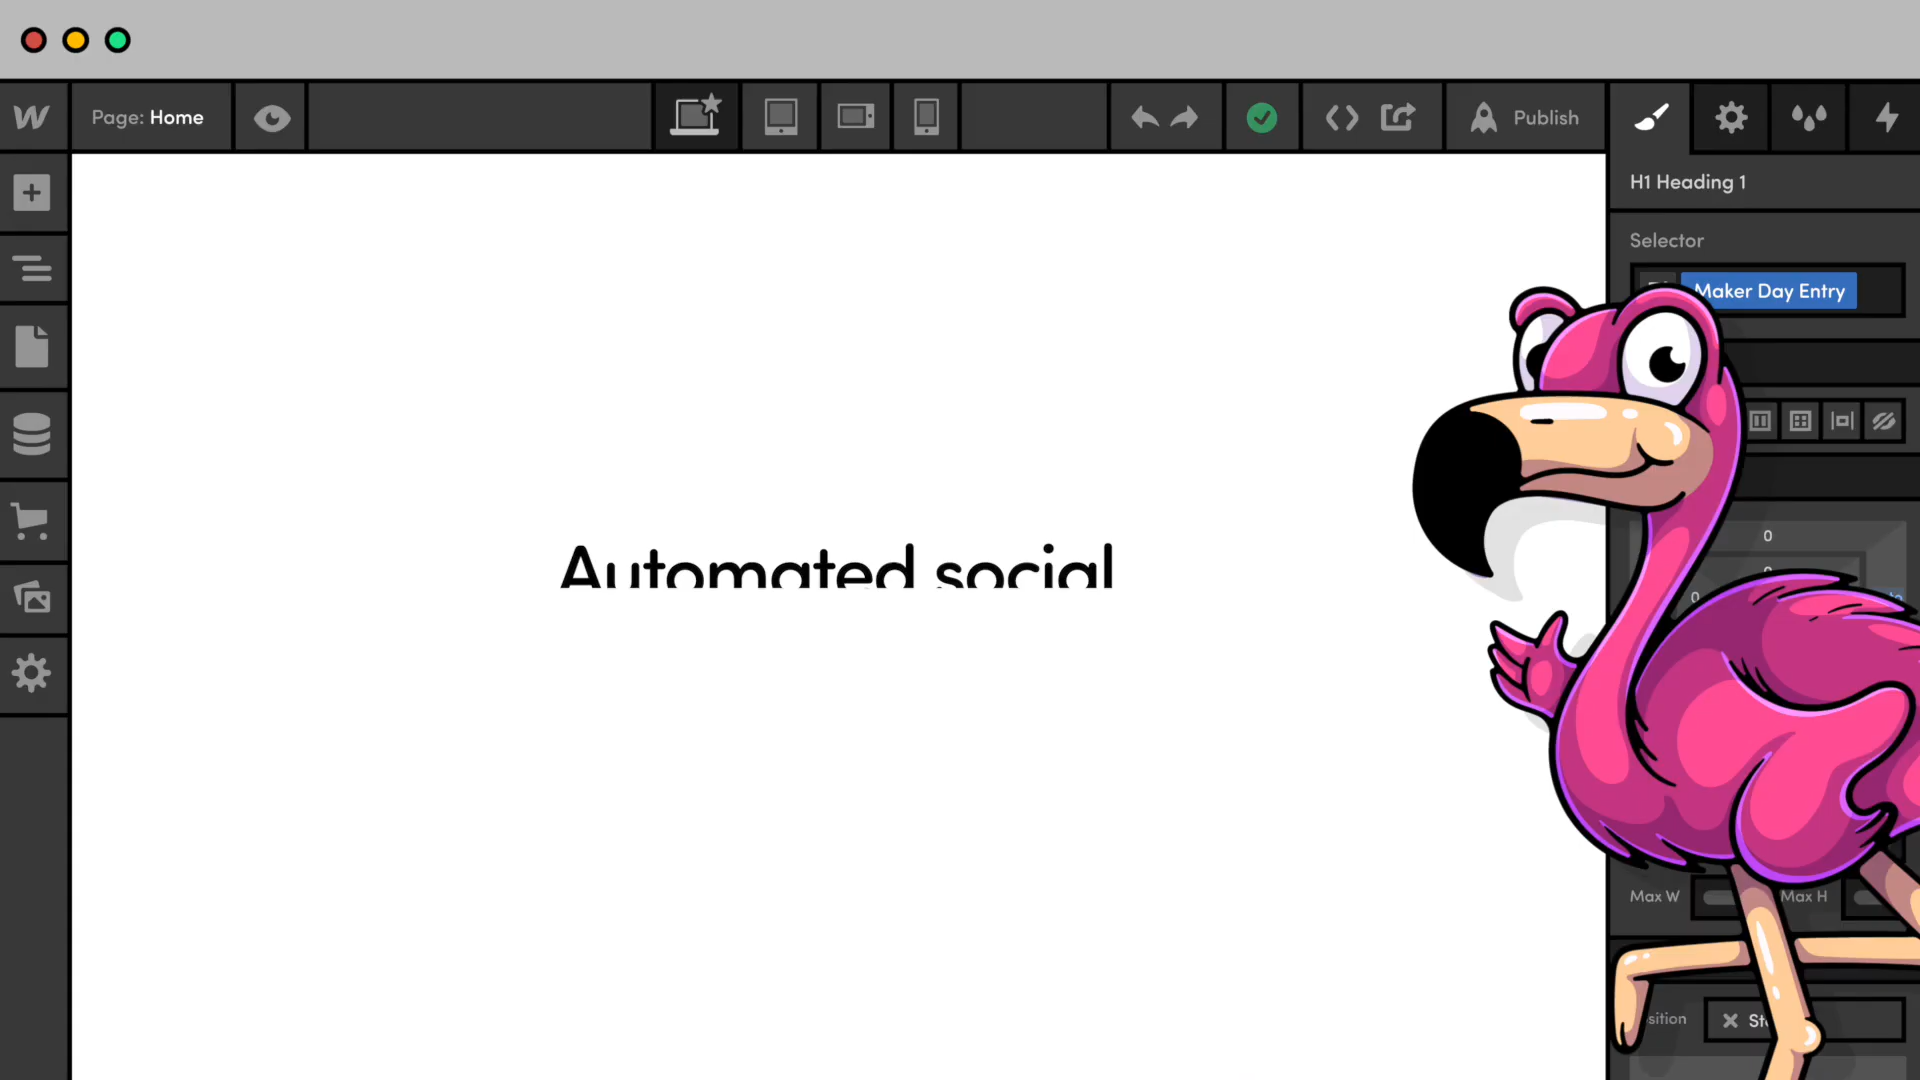 Page: Home
Publish
H1 Heading 1
Selector
Maker Day Entry
Automated social
0
0
Max W
Max H